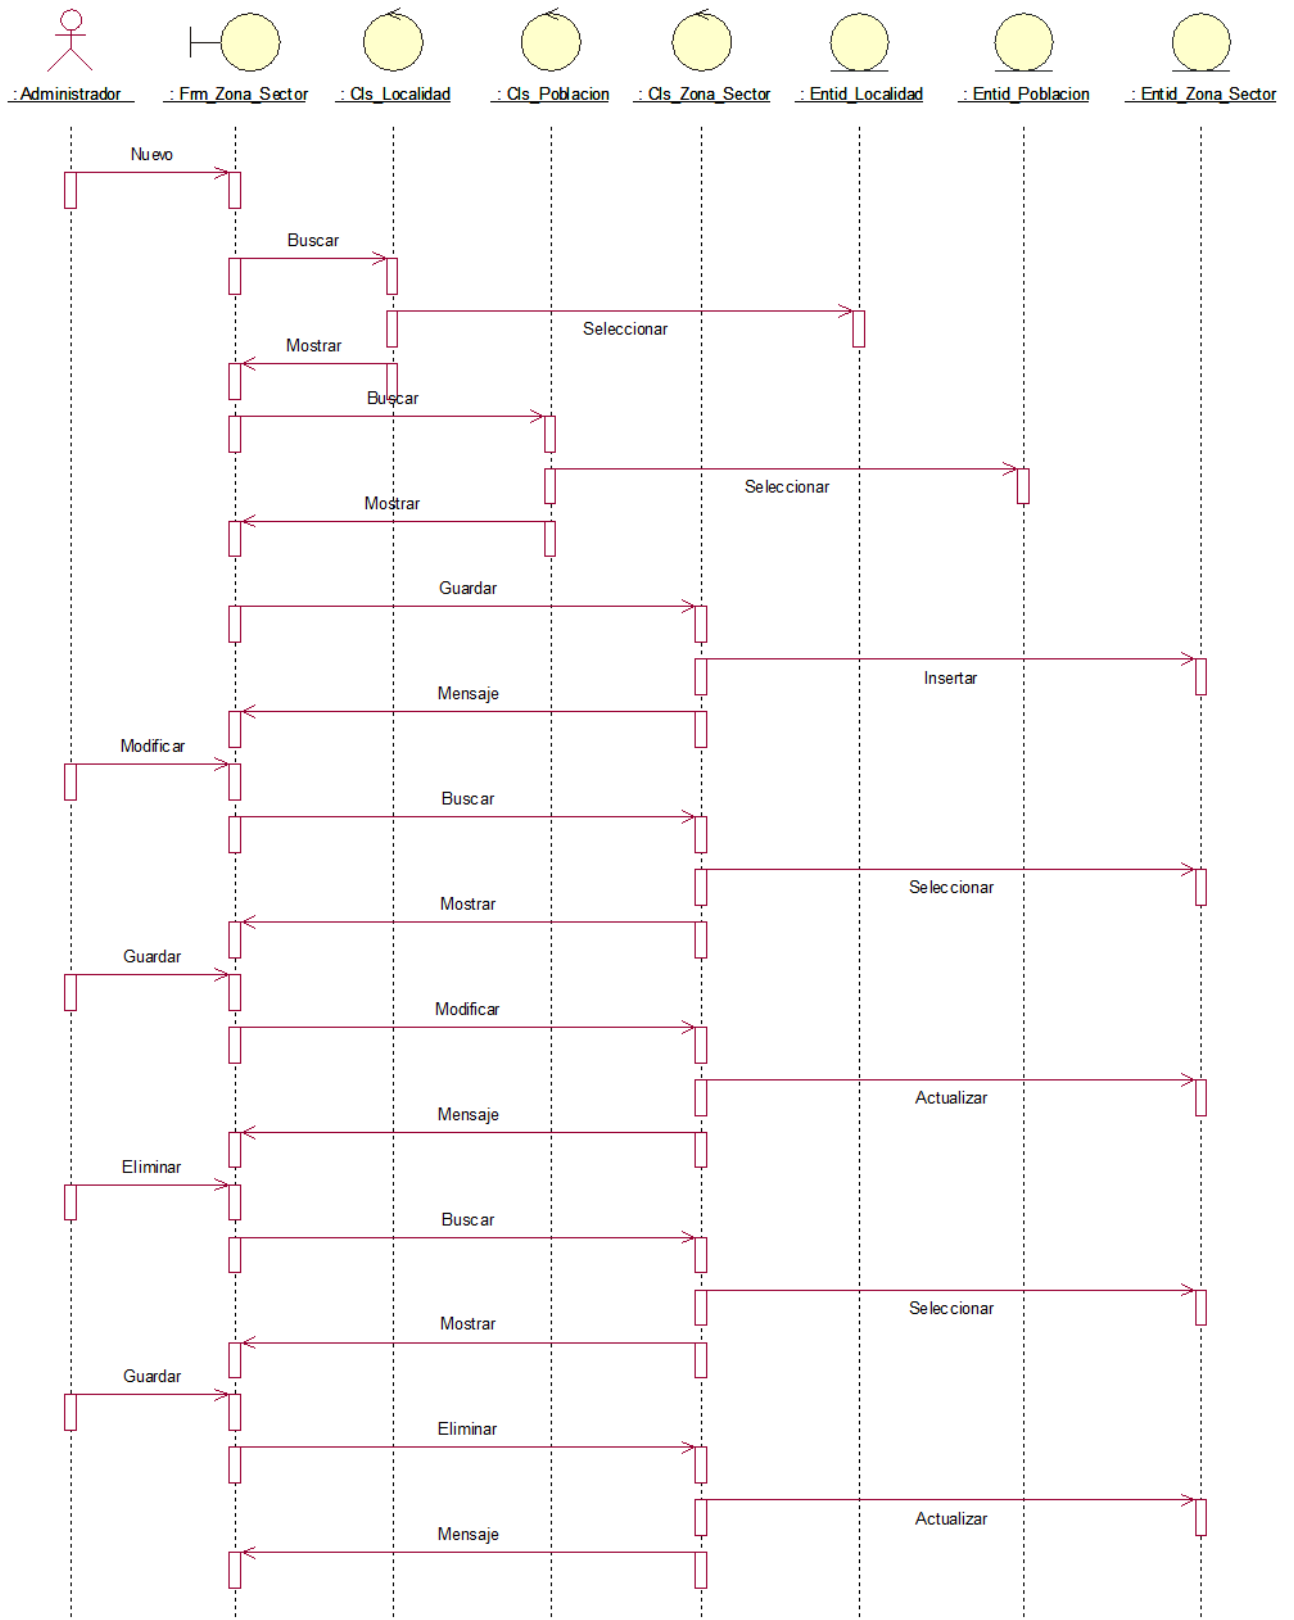 : Administrador
: Frm_Zona_Sector
: Cls_Localidad
: Cls_Poblacion
: Cls_Zona_Sector
: Entid_Localidad
: Entid_Poblacion
: Entid_Zona_Sector
Nuevo
Buscar
Seleccionar
Mostrar
Buscar
Seleccionar
Mostrar
Guardar
Insertar
Mensaje
Modificar
Buscar
Seleccionar
Mostrar
Guardar
Modificar
Actualizar
Mensaje
Eliminar
Buscar
Seleccionar
Mostrar
Guardar
Eliminar
Actualizar
Mensaje